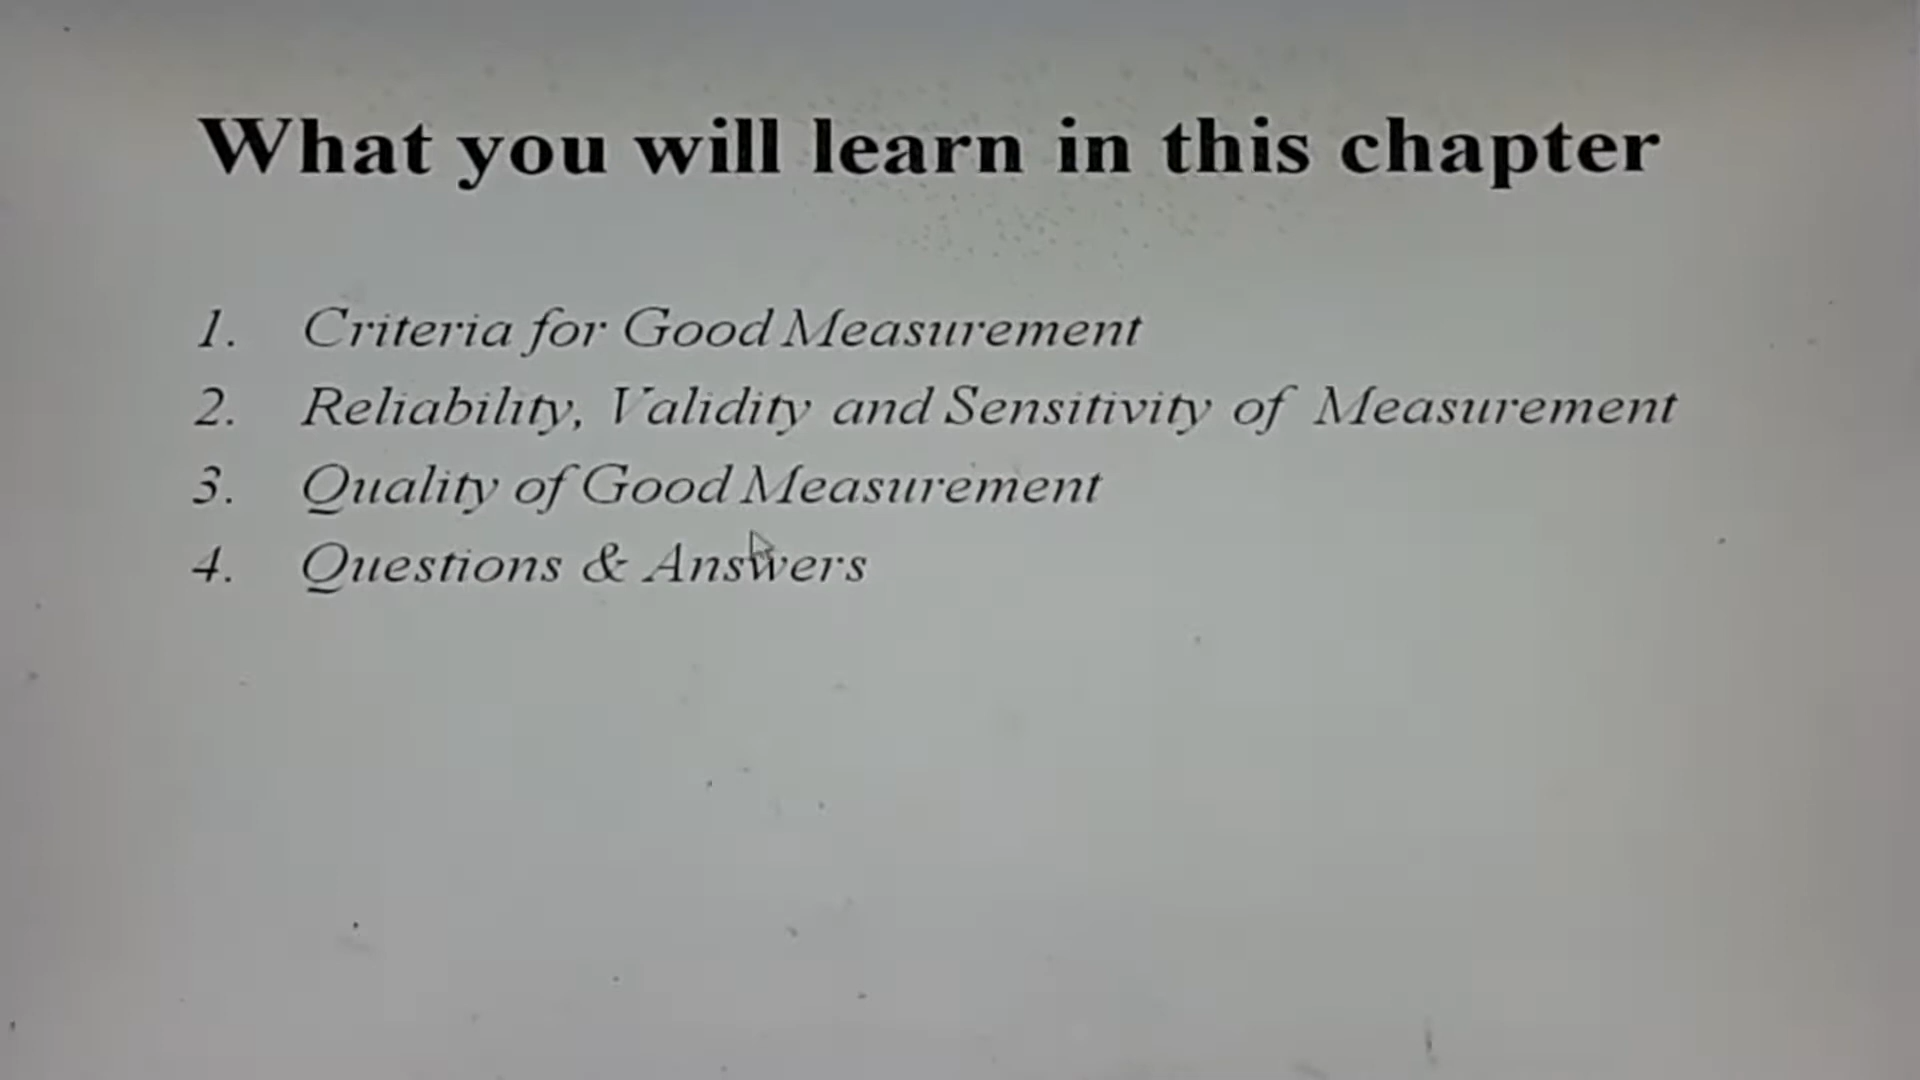 What you will learn in this chapter
1. Criteria for Good Measurement
2. Reliability, Validity and Sensitivity of Measurement
3. Quality of Good Measurement
4. Questions & Answers